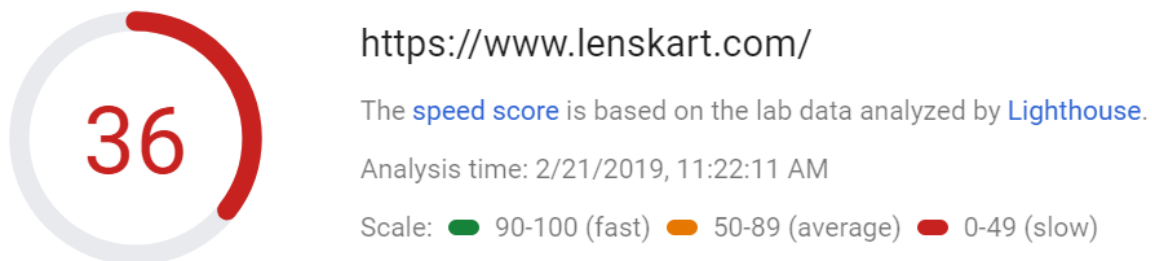 36
https://www.lenskart.com/
The speed score is based on the lab data analyzed by Lighthouse.
Analysis time: 2/21/2019, 11:22:11 AM
Scale: 90-100 (fast) 50-89 (average) 0-49 (slow)